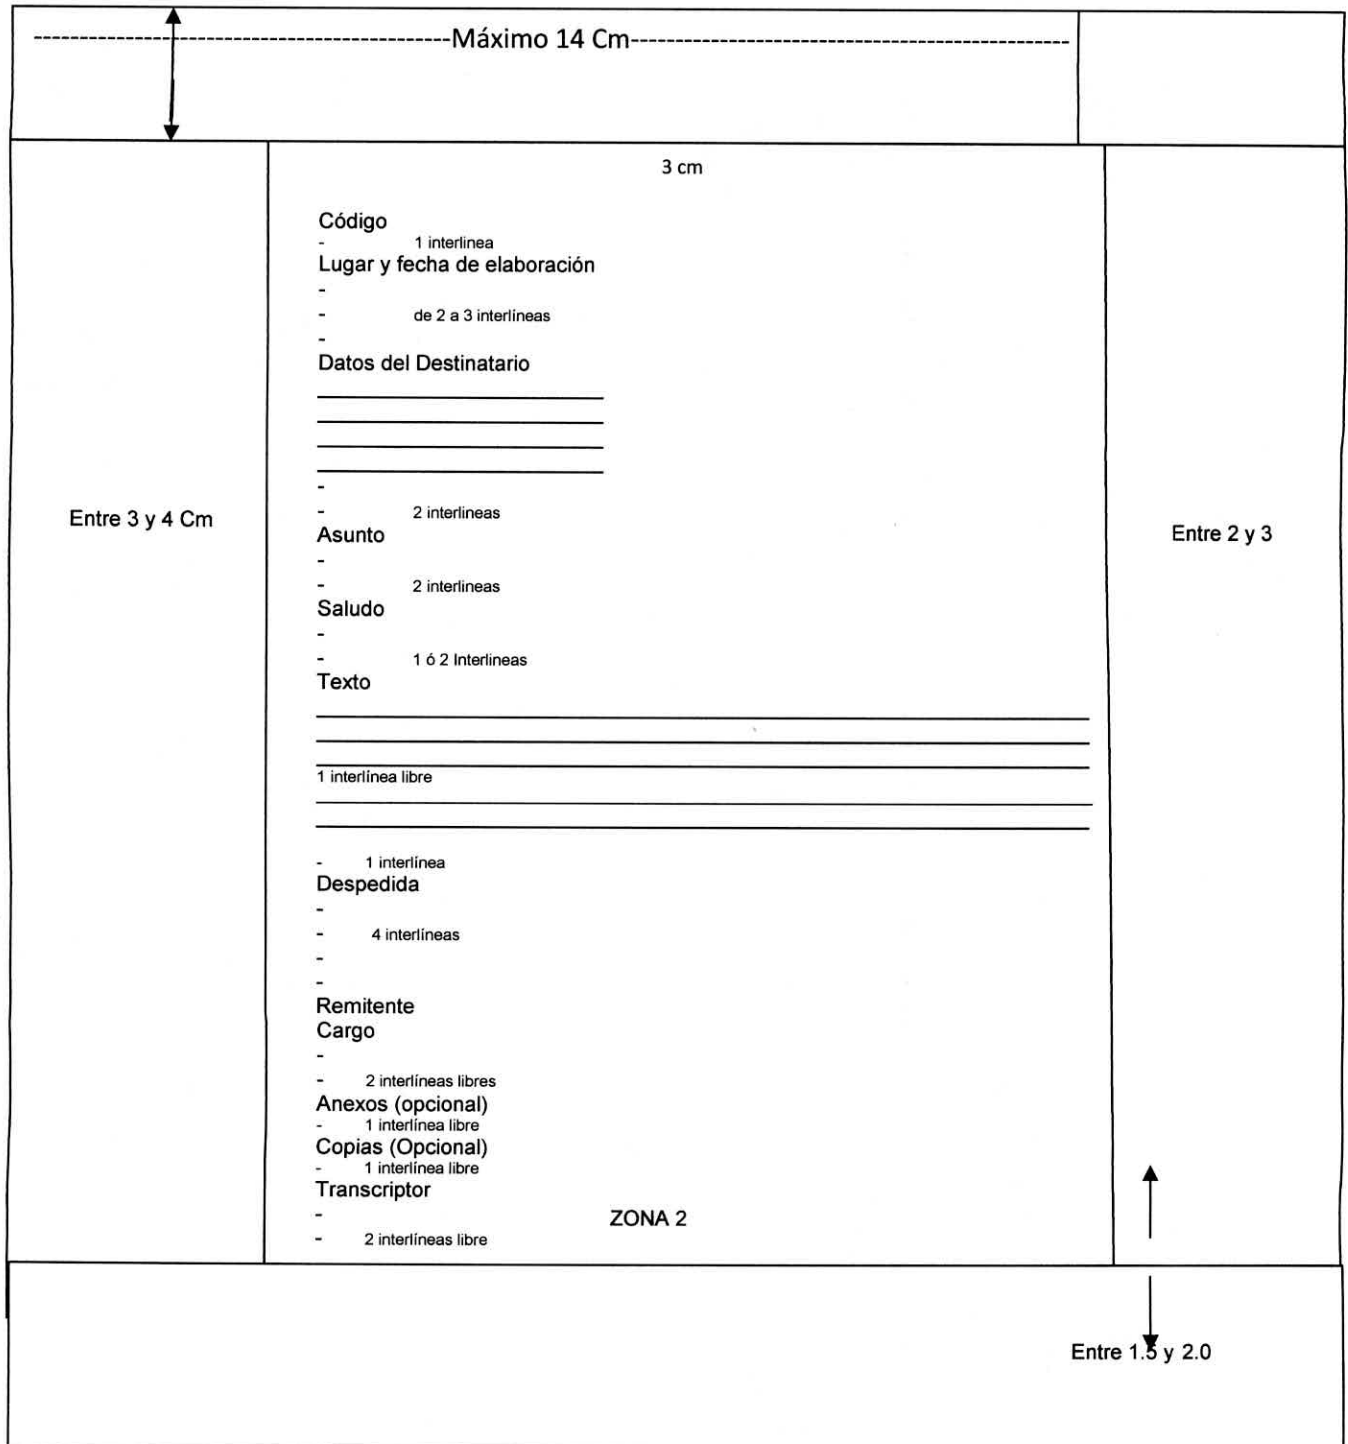 -----------------------------------------------Máximo 14 Cm-------------------------------------------------
3 cm
Código
- 1 interlinea
Lugar y fecha de elaboración
-
- de 2 a 3 interlíneas
-
Datos del Destinatario
-
- 2 interlineas
Entre 3 y 4 Cm
Asunto
Entre 2 y 3
-
- 2 interlineas
Saludo
-
- 1 ó 2 Interlineas
Texto
1 interlínea libre
- 1 interlínea
Despedida
-
- 4 interlíneas
-
-
Remitente
Cargo
-
- 2 interlíneas libres
Anexos (opcional)
- 1 interlínea libre
Copias (Opcional)
- 1 interlínea libre
Transcriptor
- ZONA 2
- 2 interlíneas libre
Entre 1.5 y 2.0